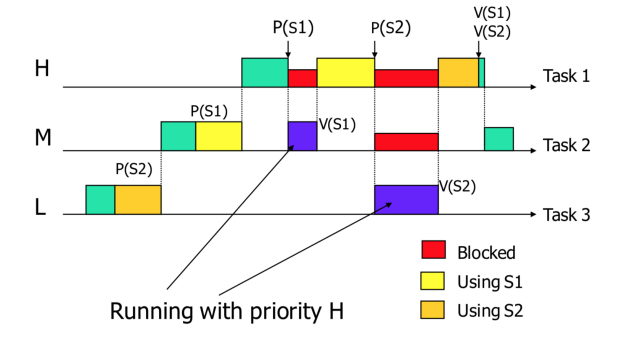 V(S1)
P(S1) P(S2) V(S2)
H Task 1
P(S1) V(S1)
M Task 2
P(S2) V(S2)
L Task 3
Blocked
Using S1
Running with priority H
Using S2